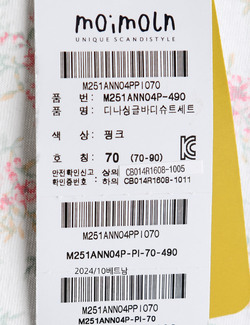 moimoln
UNIQUE SCANDISTYLE
M251ANN04PPI070
품 번: M251ANN04P-490
품 명: 디나싱글바디슈트세트
색 상: 핑크
호 칭: 70 (70-90)
안전확인신고 상의 CB014R1608-1005
확인증번호 : 하의 CB014R1608-1011
M251ANN04PPI070
M251ANN04P-PI-70-490
2024/10베트남
M251ANN04PPI070
M251ANN04P-PI-70